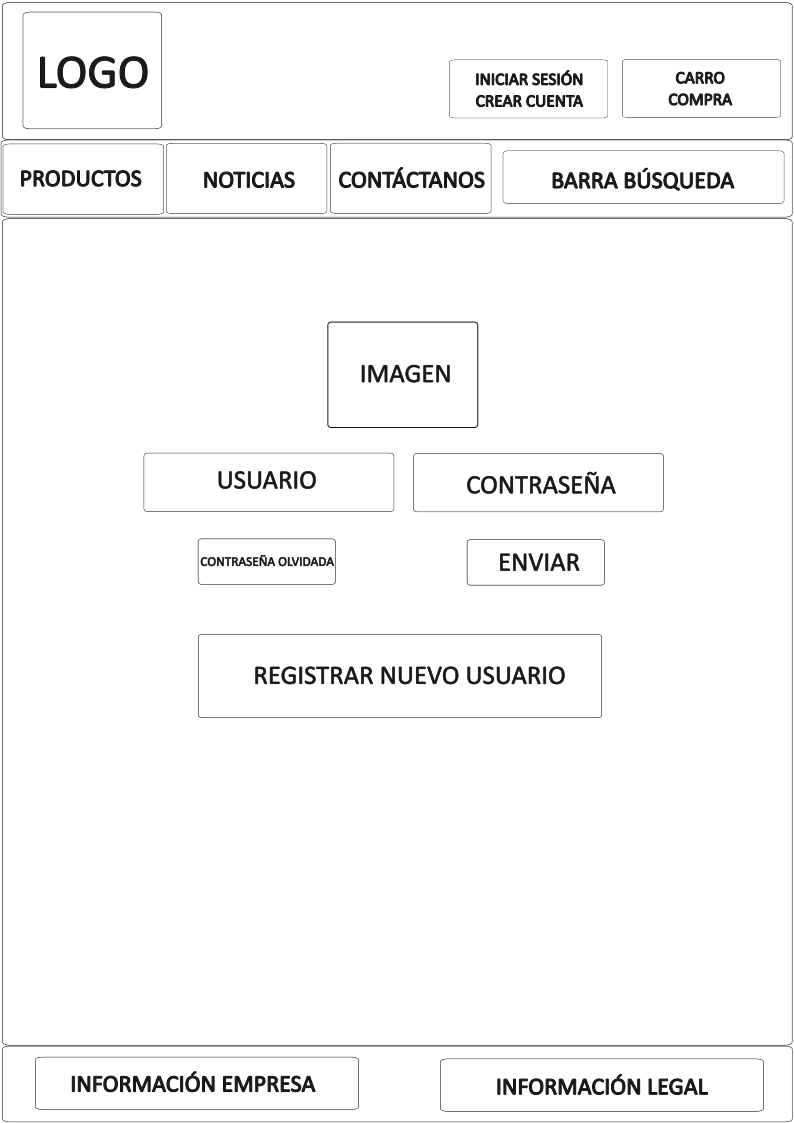 LOGO
INICIAR SESIÓN
CREAR CUENTA
CARRO
COMPRA
PRODUCTOS
NOTICIAS
CONTÁCTANOS
BARRA BÚSQUEDA
IMAGEN
USUARIO
CONTRASEÑA
CONTRASEÑA OLVIDADA
ENVIAR
REGISTRAR NUEVO USUARIO
INFORMACIÓN EMPRESA
INFORMACIÓN LEGAL